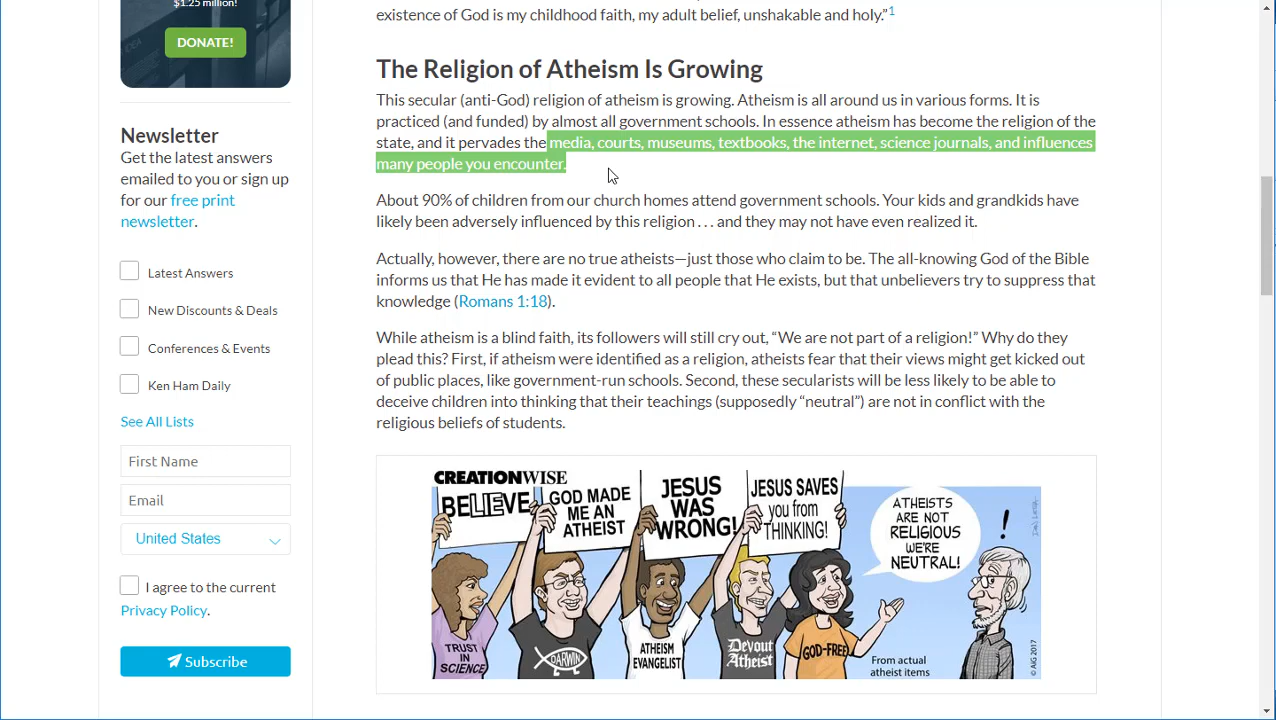 $1.25 million!
DONATE!
Newsletter
Get the latest answers
emailed to you or sign up
for our free print
newsletter.
Latest Answers
New Discounts & Deals
Conferences & Events
Ken Ham Daily
See All Lists
First Name
Email
United States
I agree to the current
Privacy Policy.
Subscribe
existence of God is my childhood faith, my adult belief, unshakable and holy.”1
The Religion of Atheism Is Growing
This secular (anti-God) religion of atheism is growing. Atheism is all around us in various forms. It is
practiced (and funded) by almost all government schools. In essence atheism has become the religion of the
state, and it pervades the media, courts, museums, textbooks, the internet, science journals, and influences
many people you encounter.
About 90% of children from our church homes attend government schools. Your kids and grandkids have
likely been adversely influenced by this religion . . . and they may not have even realized it.
Actually, however, there are no true atheists—just those who claim to be. The all-knowing God of the Bible
informs us that He has made it evident to all people that He exists, but that unbelievers try to suppress that
knowledge (Romans 1:18).
While atheism is a blind faith, its followers will still cry out, “We are not part of a religion!” Why do they
plead this? First, if atheism were identified as a religion, atheists fear that their views might get kicked out
of public places, like government-run schools. Second, these secularists will be less likely to be able to
deceive children into thinking that their teachings (supposedly “neutral”) are not in conflict with the
religious beliefs of students.
CREATIONWISE
BELIEVE
GOD MADE
ME AN
ATHEIST
JESUS
WAS
WRONG!
JESUS SAVES
you from
THINKING!
ATHEISTS
ARE NOT
RELIGIOUS
WE'RE
NEUTRAL!
!
TRUST IN
SCIENCE
DARWIN
ATHEISM
EVANGELIST
Devout
Atheist
GOD-FREE
From actual
atheist items
© AiG 2017